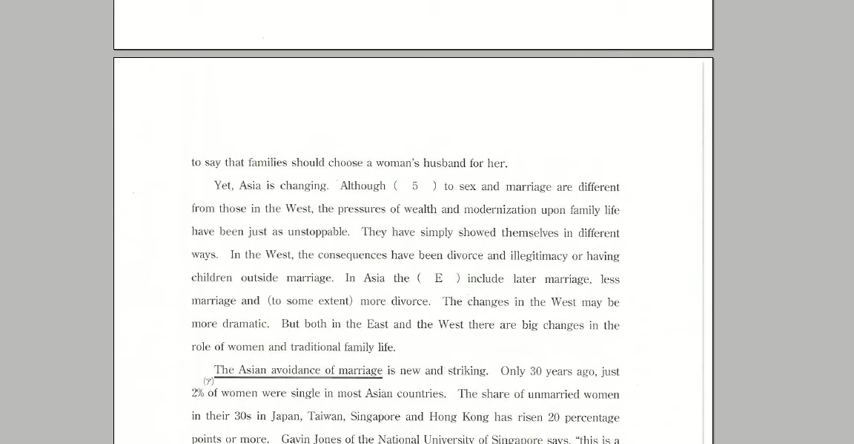 to say that families should choose a woman's husband for her.
Yet, Asia is changing. Although ( 5 ) to sex and marriage are different
from those in the West, the pressures of wealth and modernization upon family life
have been just as unstoppable. They have simply showed themselves in different
ways. In the West, the consequences have been divorce and illegitimacy or having
children outside marriage. In Asia the ( E ) include later marriage, less
marriage and (to some extent) more divorce. The changes in the West may be
more dramatic. But both in the East and the West there are big changes in the
role of women and traditional family life.
The Asian avoidance of marriage is new and striking. Only 30 years ago, just
(ア)
2% of women were single in most Asian countries. The share of unmarried women
in their 30s in Japan, Taiwan, Singapore and Hong Kong has risen 20 percentage
points or more. Gavin Jones of the National University of Singapore says, "this is a